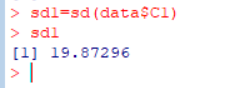 > sd1=sd(data$C1)
> sd1
[1] 19.87296
>